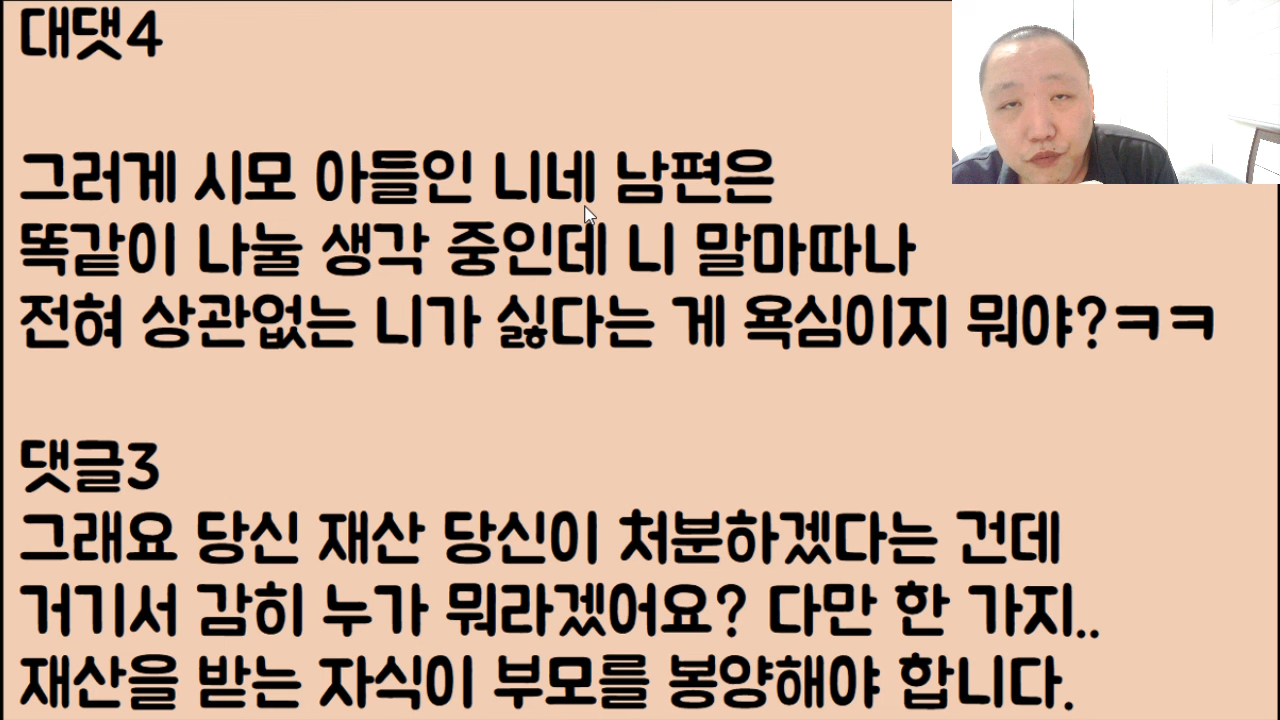 대댓4
그러게 시모 아들인 니네 남편은
똑같이 나눌 생각 중인데 니 말마따나
전혀 상관없는 니가 싫다는 게 욕심이지 뭐야?ㅋㅋ
댓글3
그래요 당신 재산 당신이 처분하겠다는 건데
거기서 감히 누가 뭐라겠어요? 다만 한 가지..
재산을 받는 자식이 부모를 봉양해야 합니다.